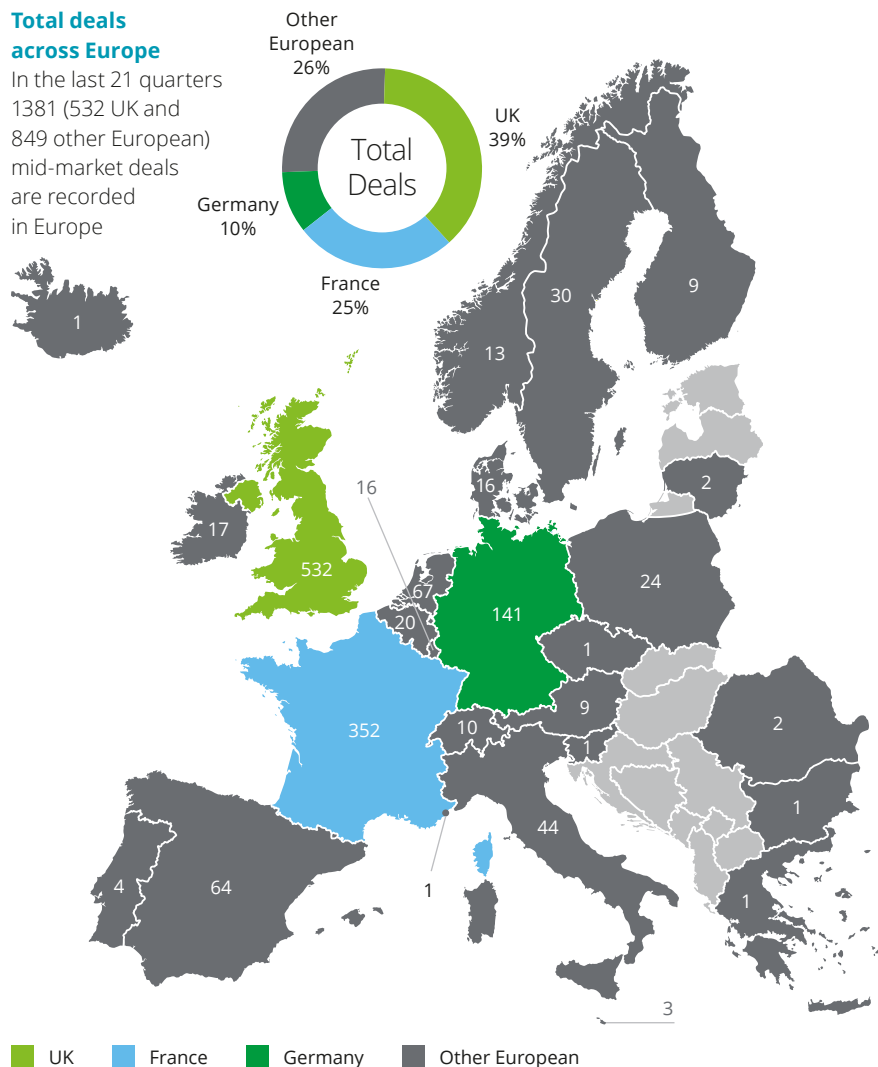 Total deals
across Europe
In the last 21 quarters
1381 (532 UK and
849 other European)
mid-market deals
are recorded
in Europe
Other
European
26%
UK
39%
Total
Deals
Germany
10%
France
25%
1
30
9
13
16
16
2
17
532
67
141
24
20
1
9
352
10
2
1
1
44
4
64
1
1
3
UK
France
Germany
Other European